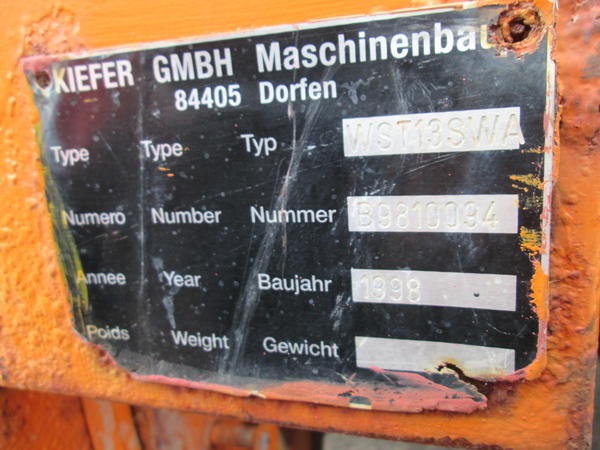 KIEFER GMBH Maschinenbau
84405 Dorfen
Type Type Typ WST13SWA
Numero Number Nummer B9810094
Annee Year Baujahr 1998
Poids Weight Gewicht